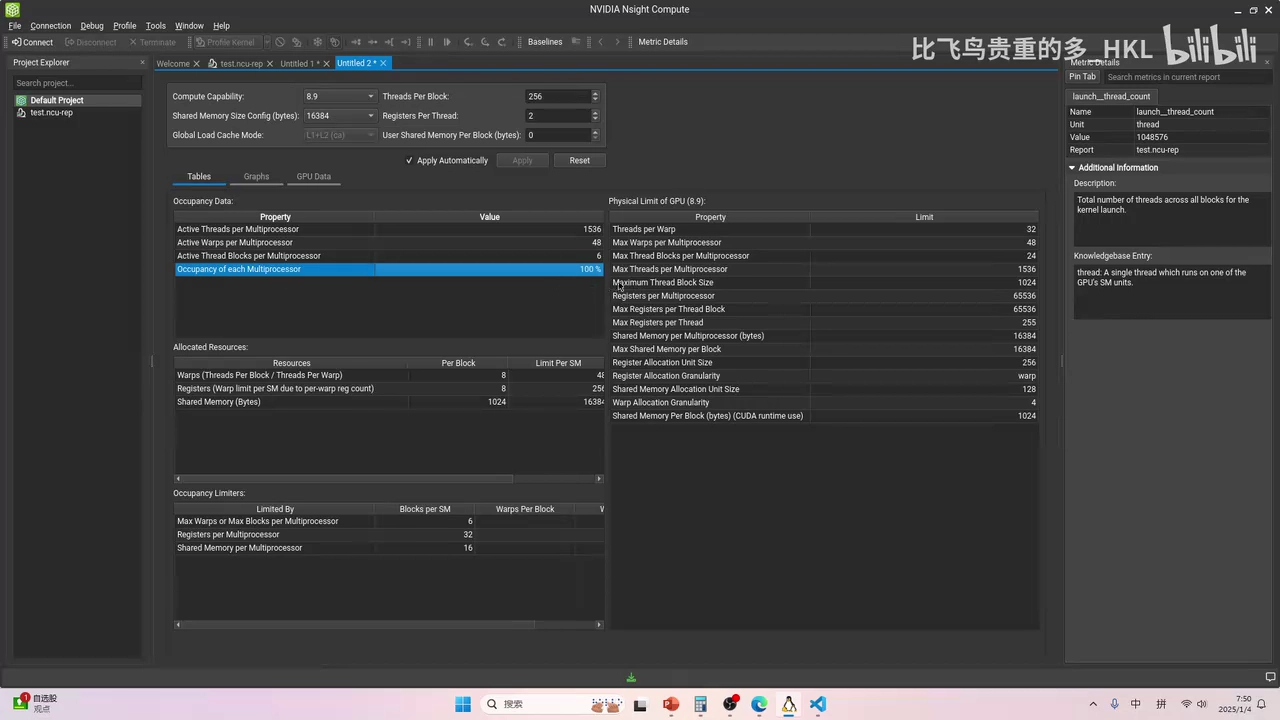 NVIDIA Nsight Compute
File Connection Debug Profile Tools Window Help
Connect Disconnect Terminate Profile Kernel Baselines Metric Details
比飞鸟贵重的多_HKL bilibili
Project Explorer
Search project...
Default Project
test.ncu-rep
Welcome test.ncu-rep Untitled 1 * Untitled 2 *
Compute Capability: 8.9 Threads Per Block: 256
Shared Memory Size Config (bytes): 16384 Registers Per Thread: 2
Global Load Cache Mode: L1+L2 (ca) User Shared Memory Per Block (bytes): 0
Apply Automatically Apply Reset
Tables Graphs GPU Data
Occupancy Data:
Property Value
Active Threads per Multiprocessor 1536
Active Warps per Multiprocessor 48
Active Thread Blocks per Multiprocessor 6
Occupancy of each Multiprocessor 100 %
Allocated Resources:
Resources Per Block Limit Per SM
Warps (Threads Per Block / Threads Per Warp) 8 48
Registers (Warp limit per SM due to per-warp reg count) 8 256
Shared Memory (Bytes) 1024 16384
Occupancy Limiters:
Limited By Blocks per SM Warps Per Block W
Max Warps or Max Blocks per Multiprocessor 6
Registers per Multiprocessor 32
Shared Memory per Multiprocessor 16
Physical Limit of GPU (8.9):
Property Limit
Threads per Warp 32
Max Warps per Multiprocessor 48
Max Thread Blocks per Multiprocessor 24
Max Threads per Multiprocessor 1536
Maximum Thread Block Size 1024
Registers per Multiprocessor 65536
Max Registers per Thread Block 65536
Max Registers per Thread 255
Shared Memory per Multiprocessor (bytes) 16384
Max Shared Memory per Block 16384
Register Allocation Unit Size 256
Register Allocation Granularity warp
Shared Memory Allocation Unit Size 128
Warp Allocation Granularity 4
Shared Memory Per Block (bytes) (CUDA runtime use) 1024
Metric Details
Pin Tab Search metrics in current report
launch__thread_count
Name launch__thread_count
Unit thread
Value 1048576
Report test.ncu-rep
Additional Information
Description:
Total number of threads across all blocks for the
kernel launch.
Knowledgebase Entry:
thread: A single thread which runs on one of the
GPU's SM units.
1 自选股
观点
搜索
中 拼 7:50
2025/1/4